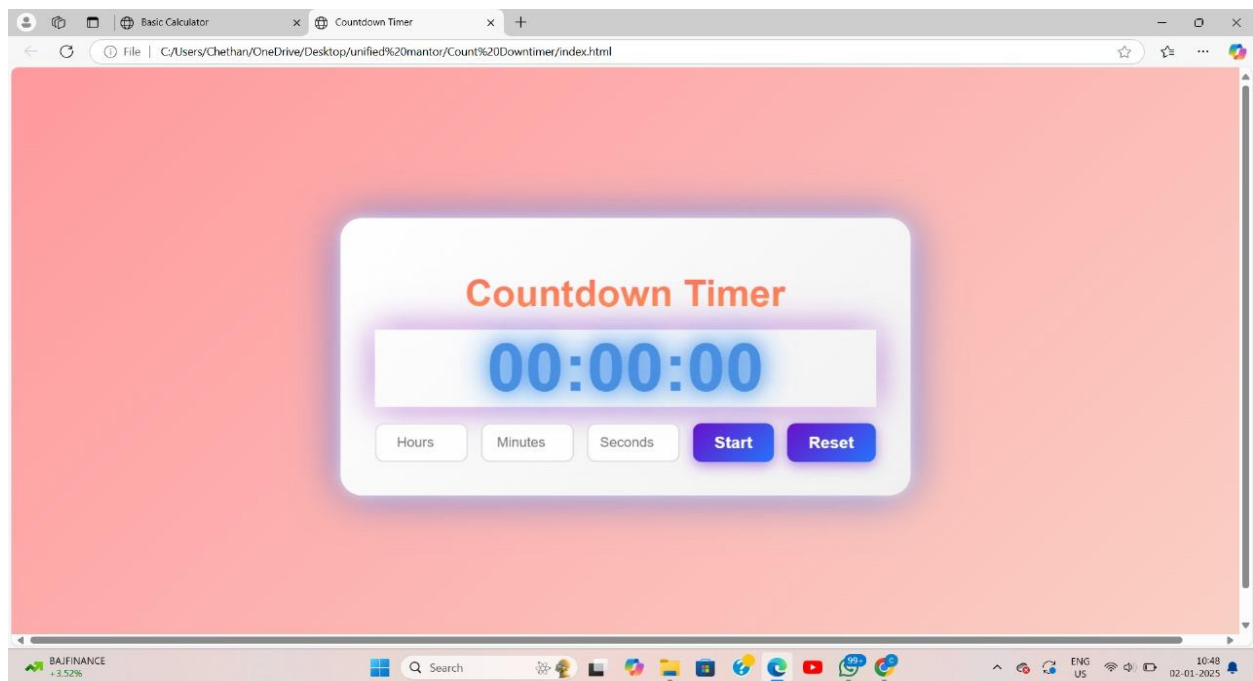 Basic Calculator
Countdown Timer
File | C:/Users/Chethan/OneDrive/Desktop/unified%20mantor/Count%20Downtimer/index.html
Countdown Timer
00:00:00
Hours Minutes Seconds Start Reset
BAJFINANCE
+3.52%
Search
99+
C
ENG
US
10:48
02-01-2025